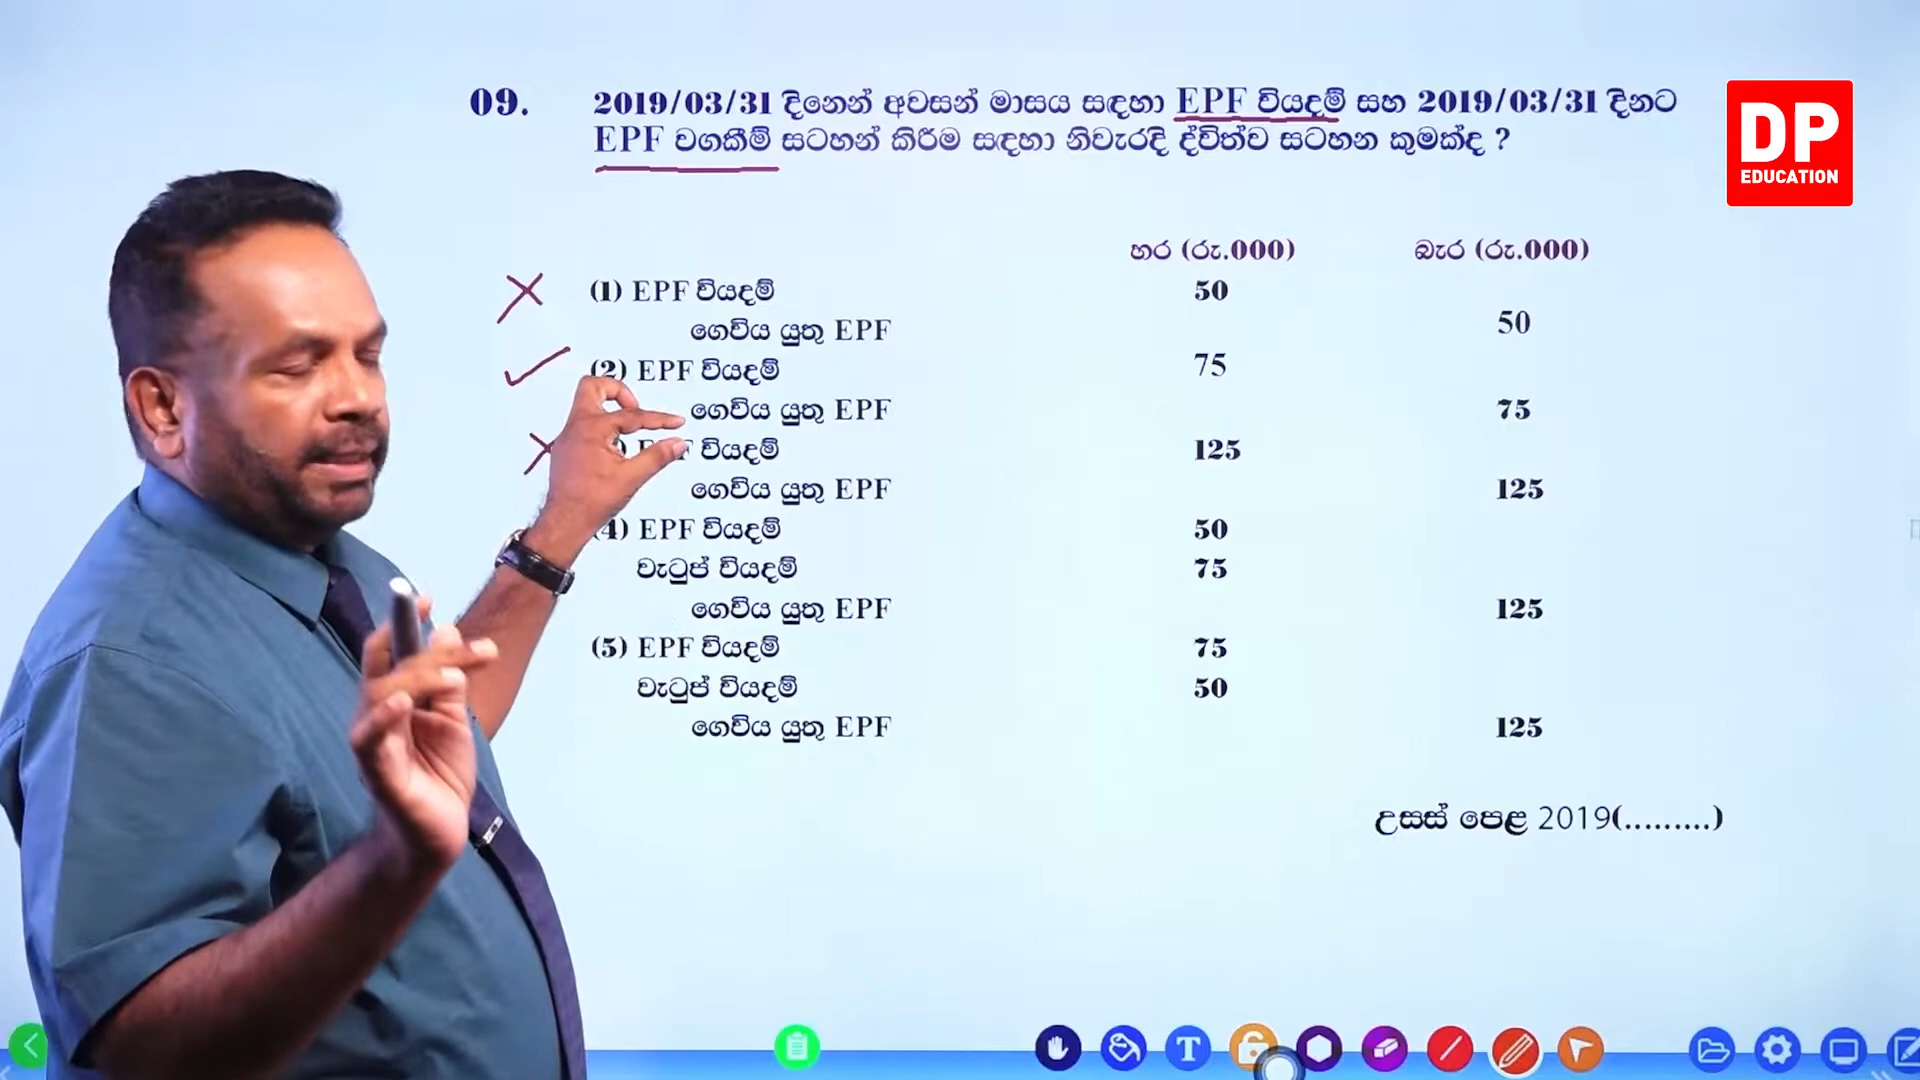 09. 2019/03/31 දිනෙන් අවසන් මාසය සඳහා EPF වියදම් සහ 2019/03/31 දිනට
EPF වගකීම් සටහන් කිරීම සඳහා නිවැරදි ද්විත්ව සටහන කුමක්ද ?
DP
EDUCATION
හර (රු.000) බැර (රු.000)
(1) EPF වියදම් 50
ගෙවිය යුතු EPF 50
(2) EPF වියදම් 75
ගෙවිය යුතු EPF 75
EPF වියදම් 125
ගෙවිය යුතු EPF 125
(4) EPF වියදම් 50
වැටුප් වියදම් 75
ගෙවිය යුතු EPF 125
(5) EPF වියදම් 75
වැටුප් වියදම් 50
ගෙවිය යුතු EPF 125
උසස් පෙළ 2019(.........)